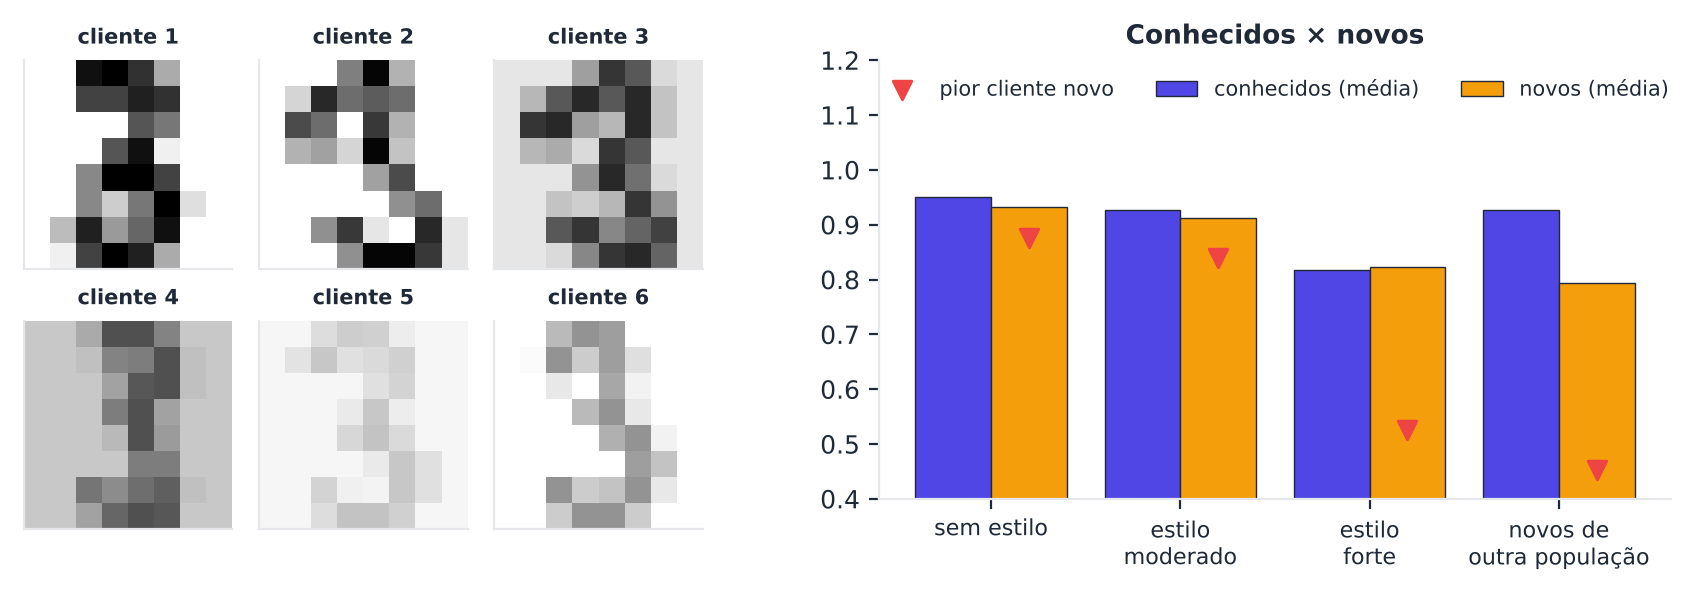 cliente 1
cliente 2
cliente 3
cliente 4
cliente 5
cliente 6
Conhecidos × novos
pior cliente novo
conhecidos (média)
novos (média)
1.2
1.1
1.0
0.9
0.8
0.7
0.6
0.5
0.4
sem estilo
estilo
moderado
estilo
forte
novos de
outra população